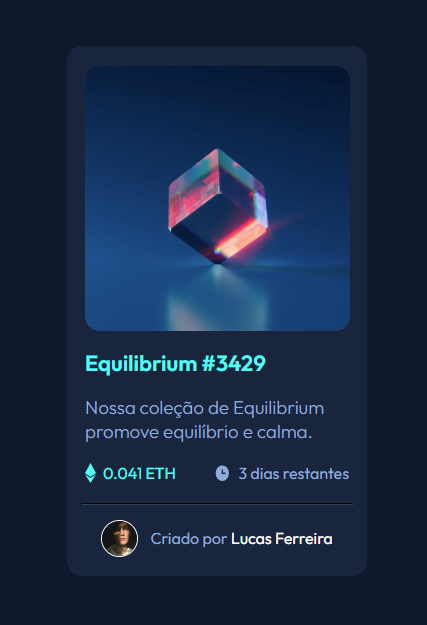 Equilibrium #3429
Nossa coleção de Equilibrium
promove equilíbrio e calma.
0.041 ETH
3 dias restantes
Criado por Lucas Ferreira